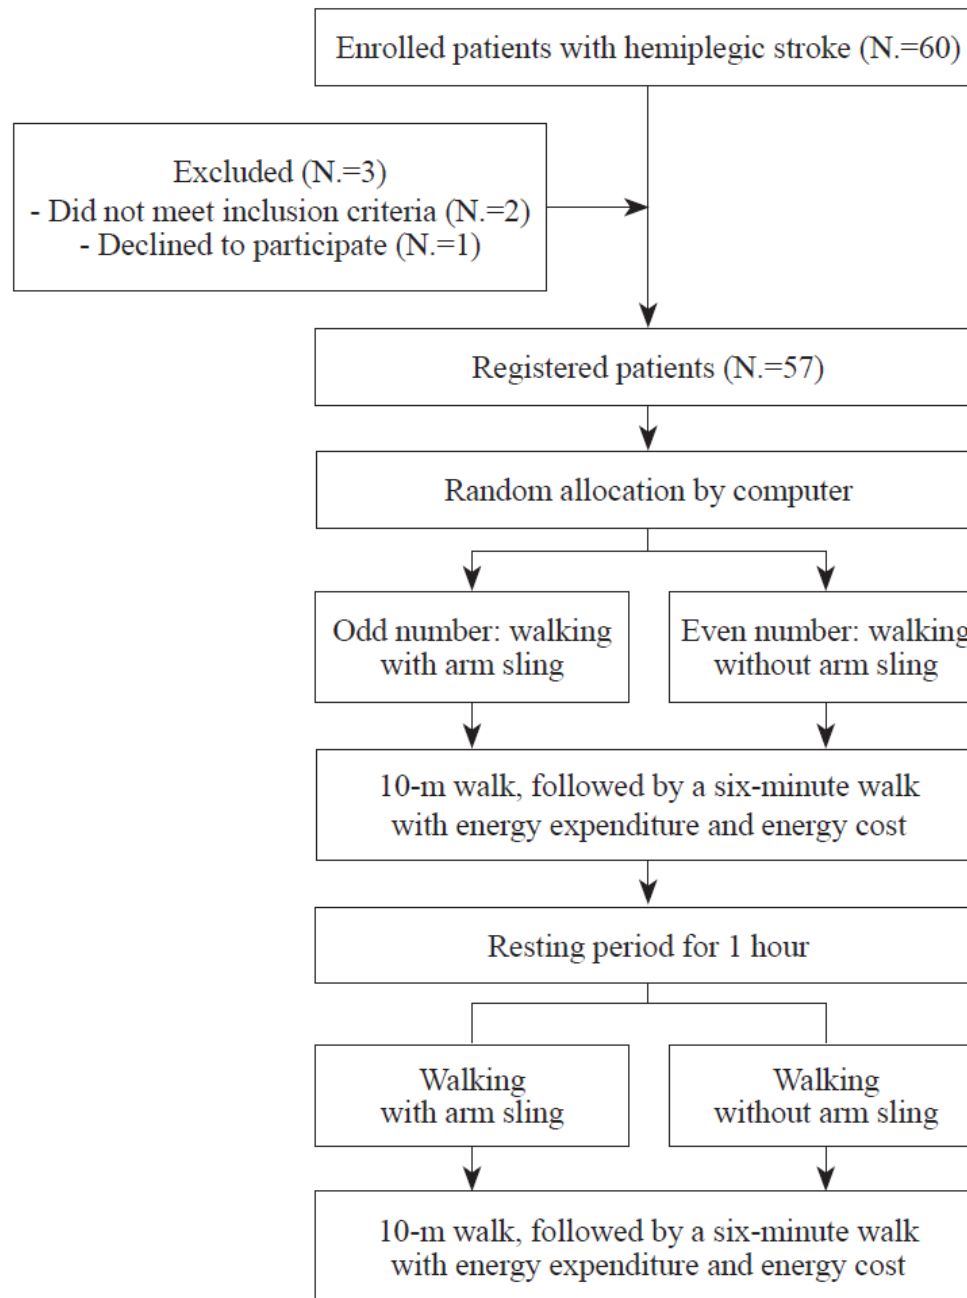 Enrolled patients with hemiplegic stroke (N.=60)
Excluded (N.=3)
- Did not meet inclusion criteria (N.=2)
- Declined to participate (N.=1)
Registered patients (N.=57)
Random allocation by computer
Odd number: walking
with arm sling
Even number: walking
without arm sling
10-m walk, followed by a six-minute walk
with energy expenditure and energy cost
Resting period for 1 hour
Walking
with arm sling
Walking
without arm sling
10-m walk, followed by a six-minute walk
with energy expenditure and energy cost